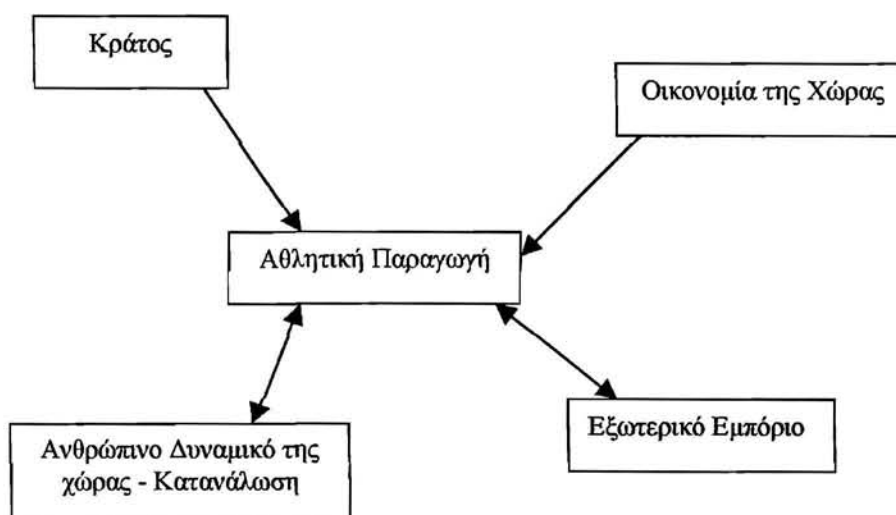 Κράτος
Οικονομία της Χώρας
Αθλητική Παραγωγή
Ανθρώπινο Δυναμικό της
χώρας - Κατανάλωση
Εξωτερικό Εμπόριο